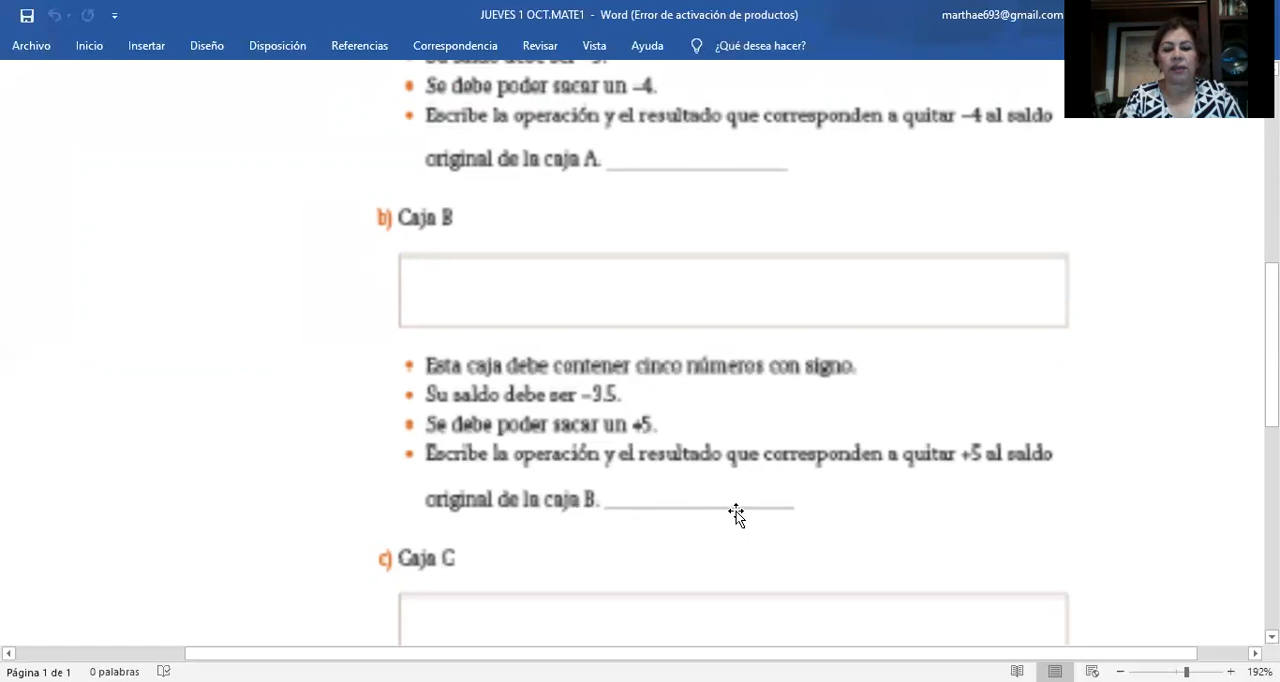 JUEVES 1 OCT.MATE1 - Word (Error de activación de productos)
marthae693@gmail.com
Archivo Inicio Insertar Diseño Disposición Referencias Correspondencia Revisar Vista Ayuda ¿Qué desea hacer?
Su saldo debe ser
• Se debe poder sacar un –4.
• Escribe la operación y el resultado que corresponden a quitar –4 al saldo
original de la caja A.
b) Caja B
• Esta caja debe contener cinco números con signo.
• Su saldo debe ser –3.5.
• Se debe poder sacar un +5.
• Escribe la operación y el resultado que corresponden a quitar +5 al saldo
original de la caja B.
c) Caja C
Página 1 de 1 0 palabras 192%